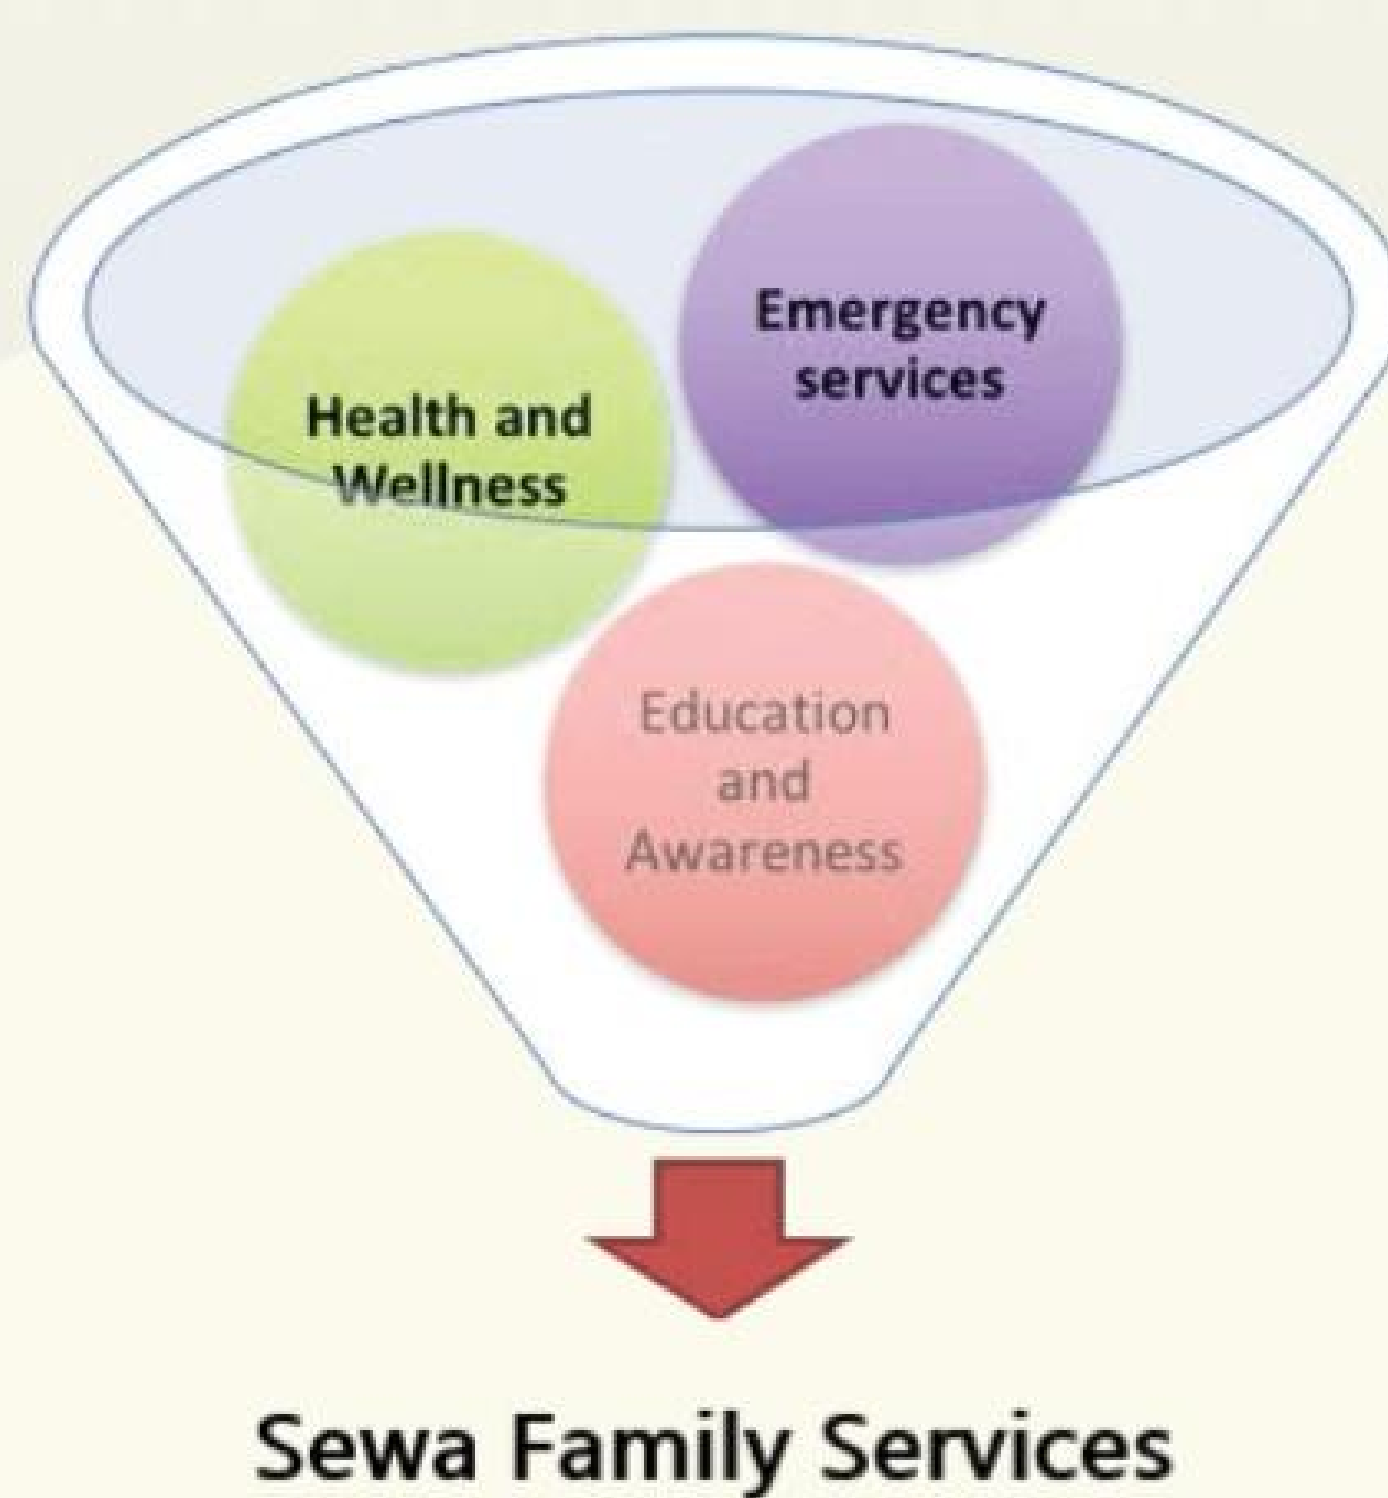 Emergency
services
Health and
Wellness
Education
and
Awareness
Sewa Family Services